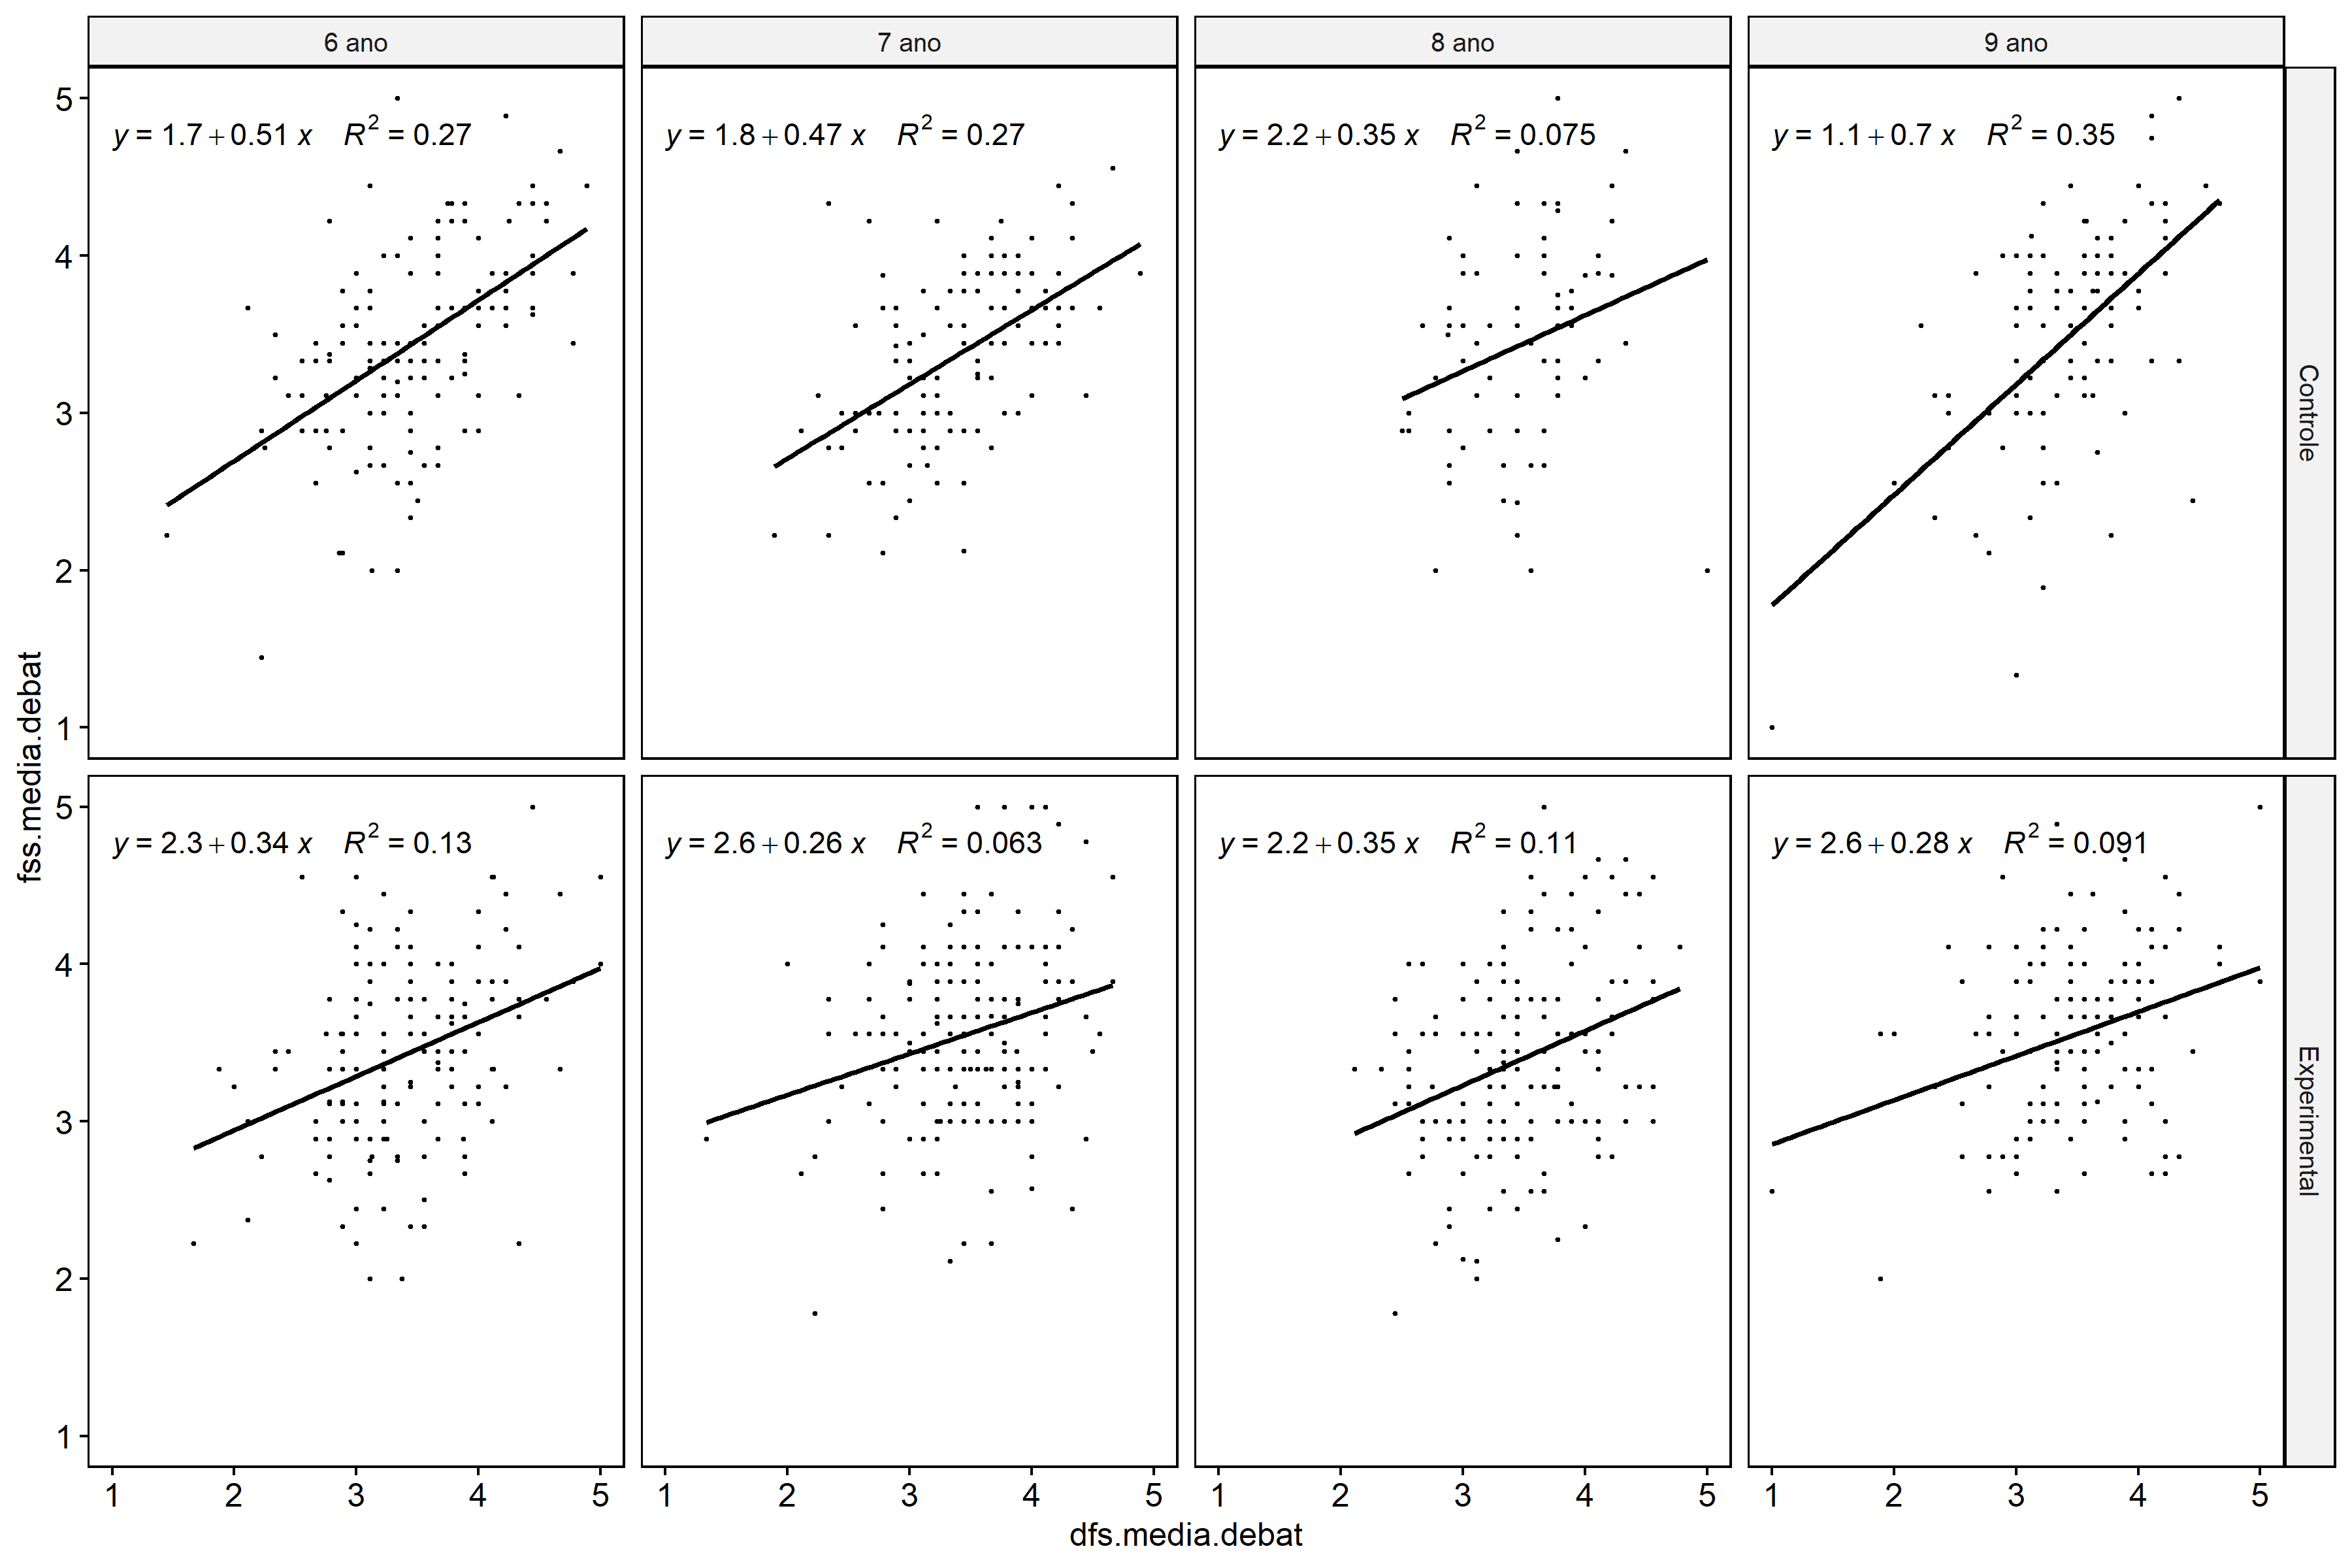 6 ano 7 ano 8 ano 9 ano
y = 1.7 + 0.51 x R² = 0.27
y = 1.8 + 0.47 x R² = 0.27
y = 2.2 + 0.35 x R² = 0.075
y = 1.1 + 0.7 x R² = 0.35
5
4
3
2
1
Controle
fss.media.debat
y = 2.3 + 0.34 x R² = 0.13
y = 2.6 + 0.26 x R² = 0.063
y = 2.2 + 0.35 x R² = 0.11
y = 2.6 + 0.28 x R² = 0.091
5
4
3
2
1
Experimental
1 2 3 4 5 1 2 3 4 5 1 2 3 4 5 1 2 3 4 5
dfs.media.debat